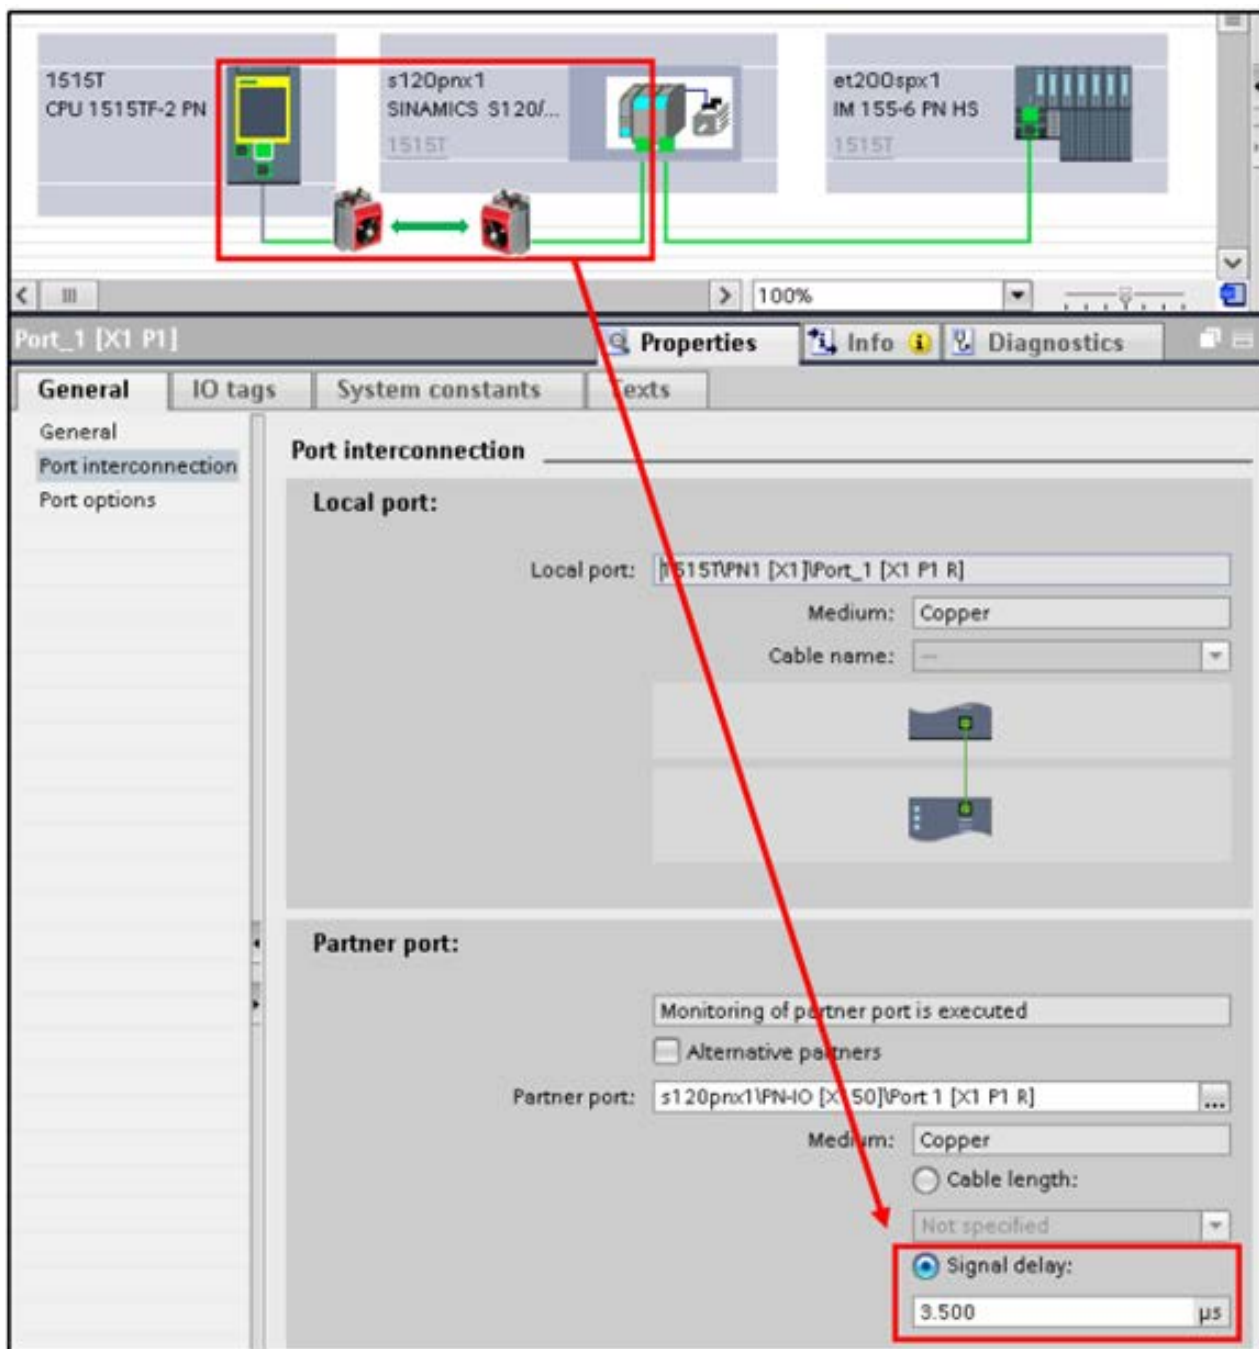 1515T
CPU 1515TF-2 PN
s120pnx1
SINAMICS S120/...
1515T
et200spx1
IM 155-6 PN HS
1515T
100%
Port_1 [X1 P1]
Properties
Info
Diagnostics
General
IO tags
System constants
Texts
General
Port interconnection
Port options
Port interconnection
Local port:
Local port:
1515T\PN1 [X1]\Port_1 [X1 P1 R]
Medium:
Copper
Cable name:
---
Partner port:
Monitoring of partner port is executed
Alternative partners
Partner port:
s120pnx1\PN-IO [X150]\Port 1 [X1 P1 R]
...
Medium:
Copper
Cable length:
Not specified
Signal delay:
3.500
µs